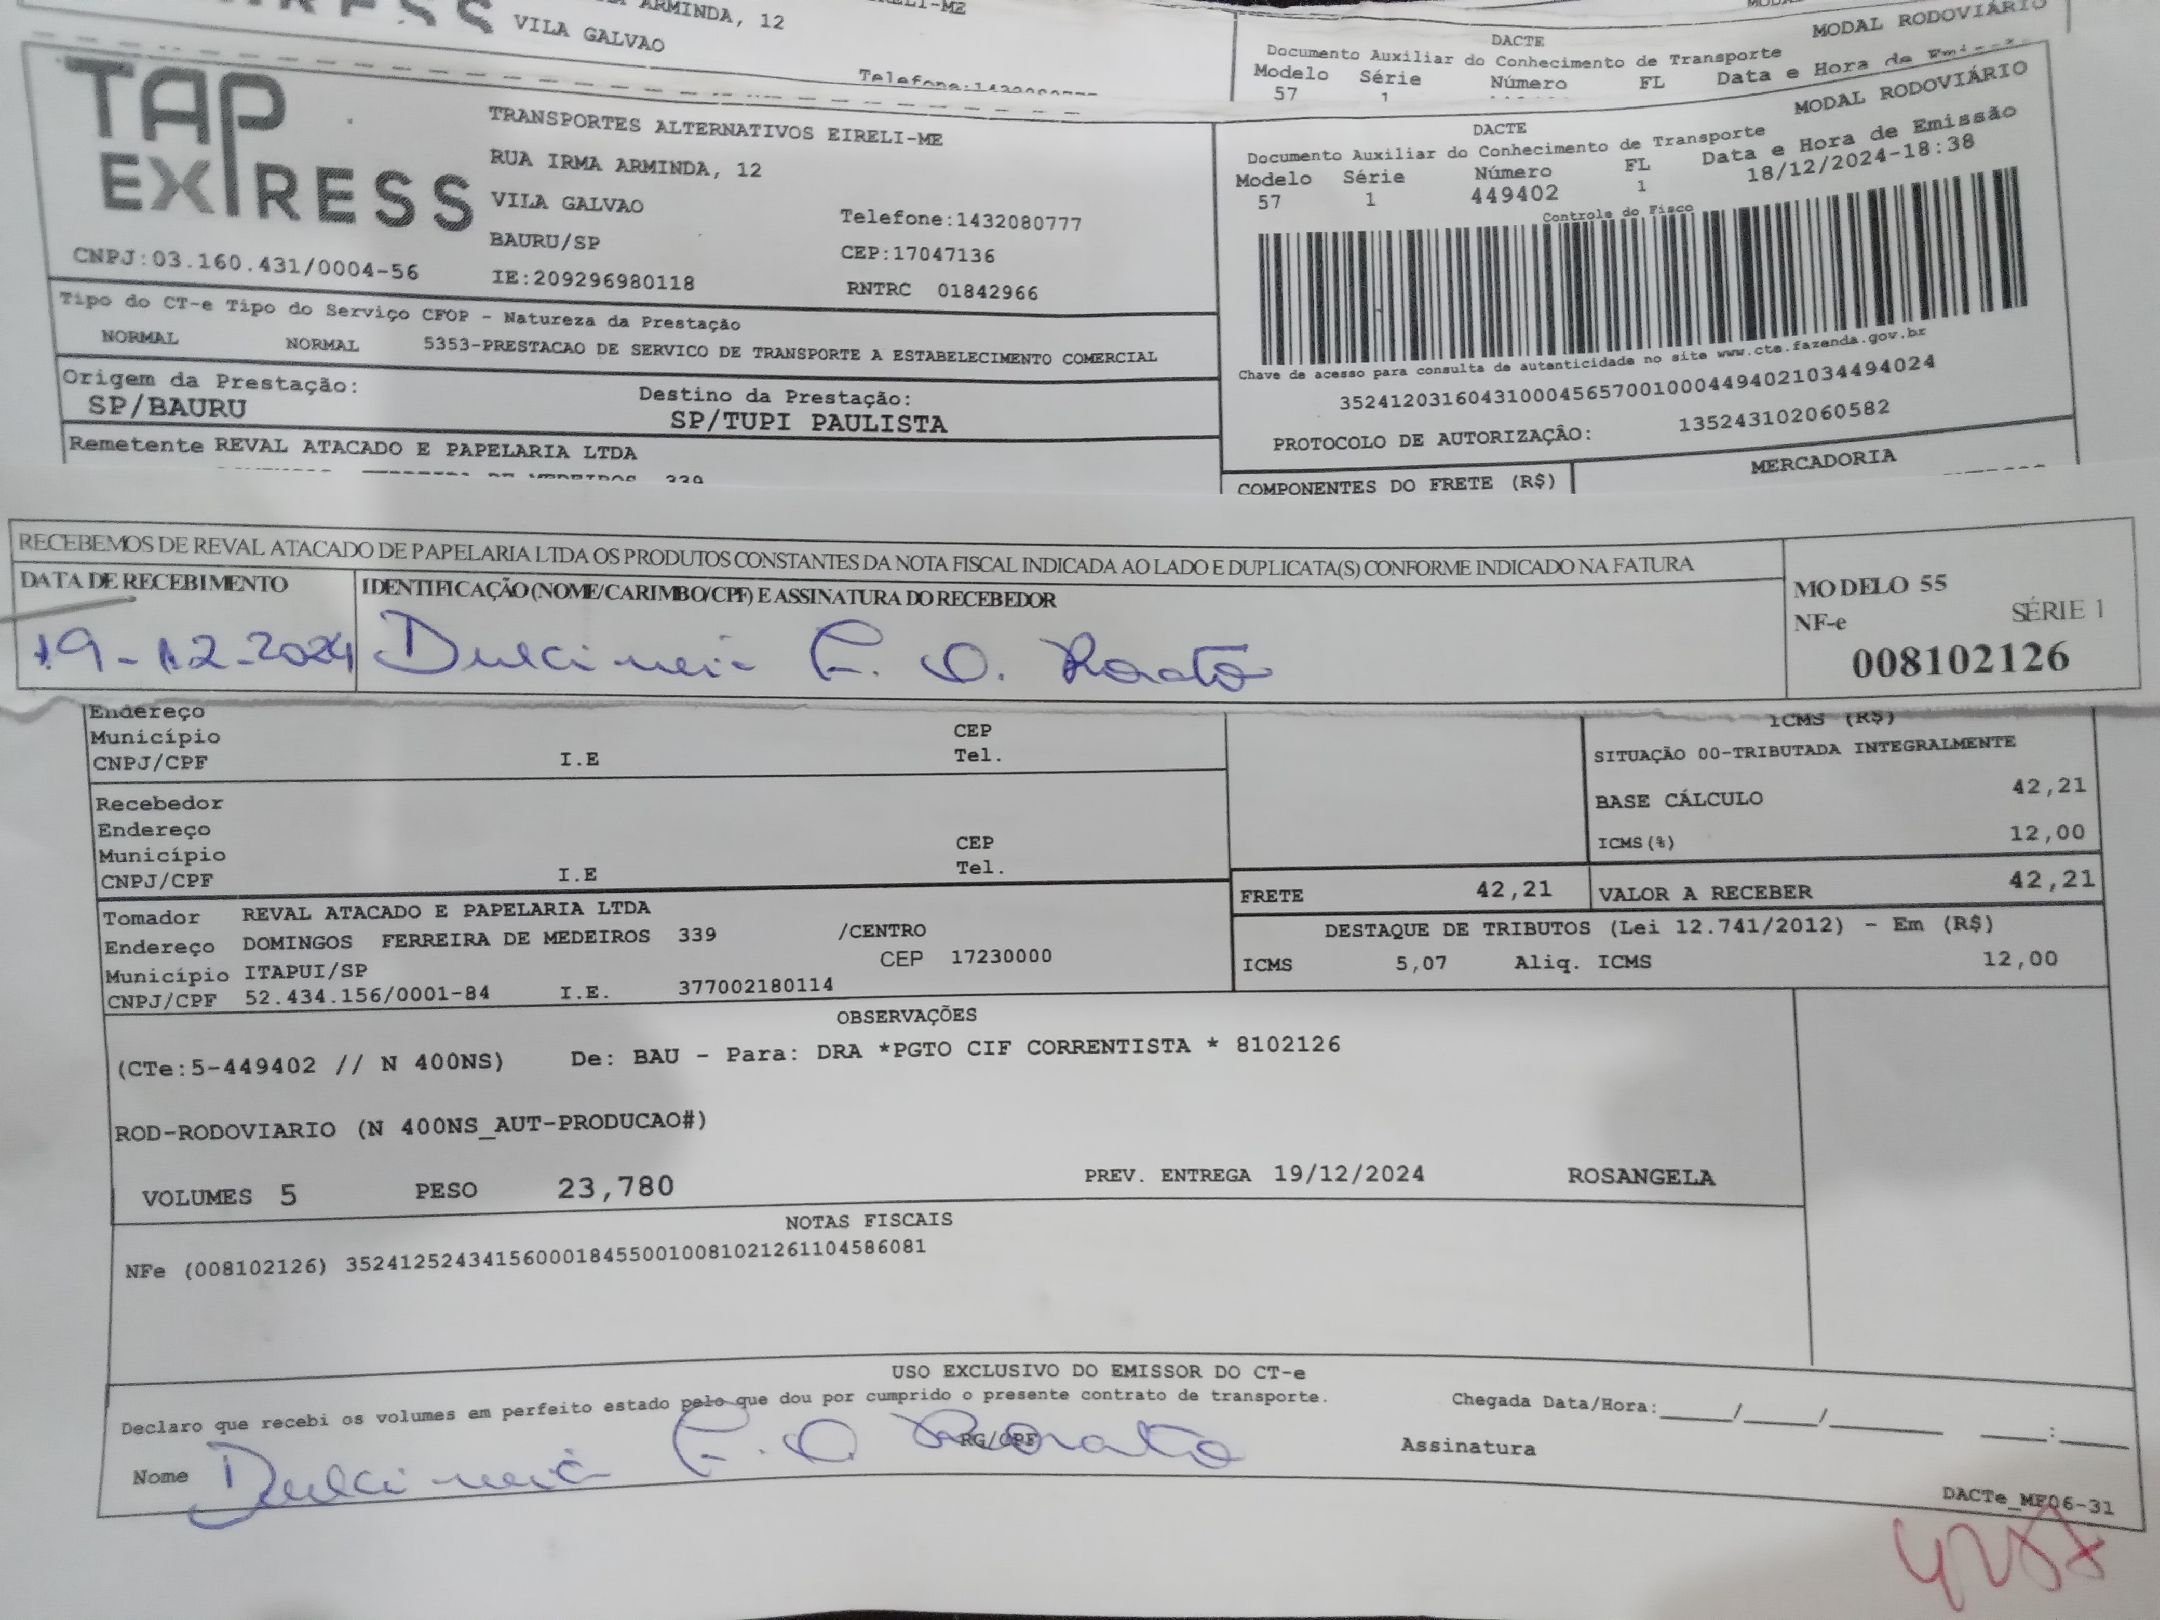 ARMINDA, 12
VILA GALVAO
DACTE
MODAL RODOVIÁRIO
Documento Auxiliar do Conhecimento de Transporte
Modelo Série Número FL Data e Hora de
57 1
TAP EXPRESS
TRANSPORTES ALTERNATIVOS EIRELI-ME
RUA IRMA ARMINDA, 12
VILA GALVAO
Telefone:1432080777
BAURU/SP
CEP:17047136
CNPJ:03.160.431/0004-56
IE:209296980118
RNTRC 01842966
DACTE
MODAL RODOVIÁRIO
Documento Auxiliar do Conhecimento de Transporte
Modelo Série Número FL Data e Hora de Emissão
57 1 449402 1 18/12/2024-18:38
Controle do Fisco
Chave de acesso para consulta de autenticidade no site www.cte.fazenda.gov.br
35241203160431000456570010004494021034494024
PROTOCOLO DE AUTORIZAÇÃO: 135243102060582
Tipo do CT-e Tipo do Serviço CFOP - Natureza da Prestação
NORMAL NORMAL 5353-PRESTACAO DE SERVICO DE TRANSPORTE A ESTABELECIMENTO COMERCIAL
Origem da Prestação: Destino da Prestação:
SP/BAURU SP/TUPI PAULISTA
Remetente REVAL ATACADO E PAPELARIA LTDA
COMPONENTES DO FRETE (R$) MERCADORIA
RECEBEMOS DE REVAL ATACADO DE PAPELARIA LTDA OS PRODUTOS CONSTANTES DA NOTA FISCAL INDICADA AO LADO E DUPLICATA(S) CONFORME INDICADO NA FATURA
DATA DE RECEBIMENTO IDENTIFICAÇÃO (NOME/CARIMBO/CPF) E ASSINATURA DO RECEBEDOR
19-12-2024 Dulcineia
MODELO 55
NF-e SÉRIE 1
008102126
Endereço
Município CEP
CNPJ/CPF I.E Tel.
Recebedor
Endereço
Município CEP
CNPJ/CPF I.E Tel.
ICMS (R$)
SITUAÇÃO 00-TRIBUTADA INTEGRALMENTE
BASE CÁLCULO 42,21
ICMS(%) 12,00
FRETE 42,21 VALOR A RECEBER 42,21
Tomador REVAL ATACADO E PAPELARIA LTDA
Endereço DOMINGOS FERREIRA DE MEDEIROS 339 /CENTRO
Município ITAPUI/SP CEP 17230000
CNPJ/CPF 52.434.156/0001-84 I.E. 377002180114
DESTAQUE DE TRIBUTOS (Lei 12.741/2012) - Em (R$)
ICMS 5,07 Aliq. ICMS 12,00
OBSERVAÇÕES
(CTe:5-449402 // N 400NS) De: BAU - Para: DRA *PGTO CIF CORRENTISTA * 8102126
ROD-RODOVIARIO (N 400NS_AUT-PRODUCAO#)
VOLUMES 5 PESO 23,780 PREV. ENTREGA 19/12/2024 ROSANGELA
NOTAS FISCAIS
NFe (008102126) 35241252434156000184550010081021261104586081
USO EXCLUSIVO DO EMISSOR DO CT-e
Declaro que recebi os volumes em perfeito estado pelo que dou por cumprido o presente contrato de transporte.
Chegada Data/Hora:_____/_____/_______ ____:_____
Nome Dulcineia RG/CPF Assinatura
DACTe_MF06-31